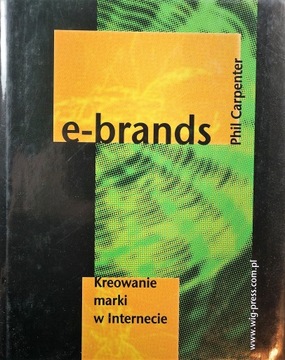 e-brands
Phil Carpenter
Kreowanie
marki
w Internecie
www.wig-press.com.pl